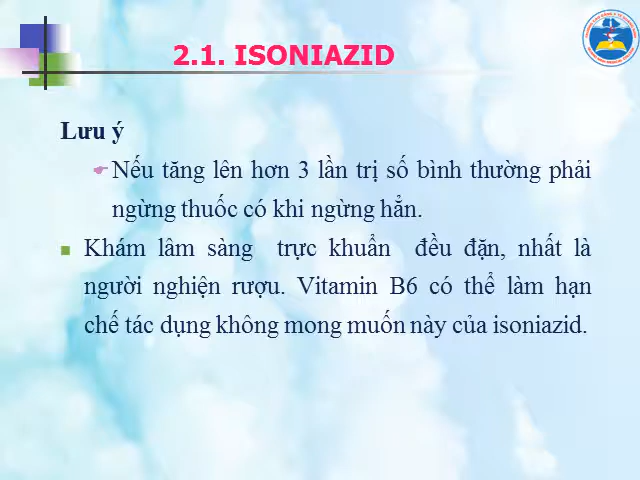 2.1. ISONIAZID
Lưu ý
Nếu tăng lên hơn 3 lần trị số bình thường phải
ngừng thuốc có khi ngừng hẳn.
Khám lâm sàng trực khuẩn đều đặn, nhất là
người nghiện rượu. Vitamin B6 có thể làm hạn
chế tác dụng không mong muốn này của isoniazid.